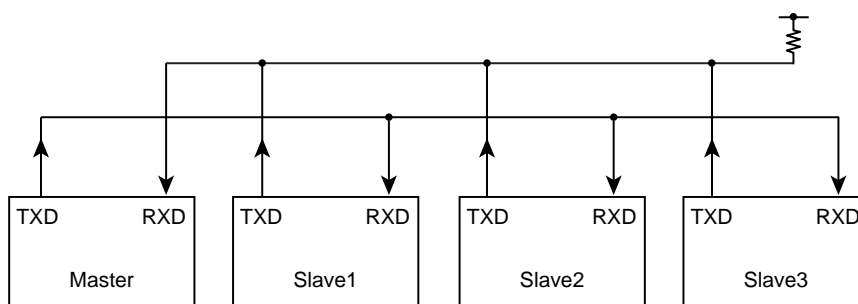 TXD RXD TXD RXD TXD RXD TXD RXD
Master Slave1 Slave2 Slave3